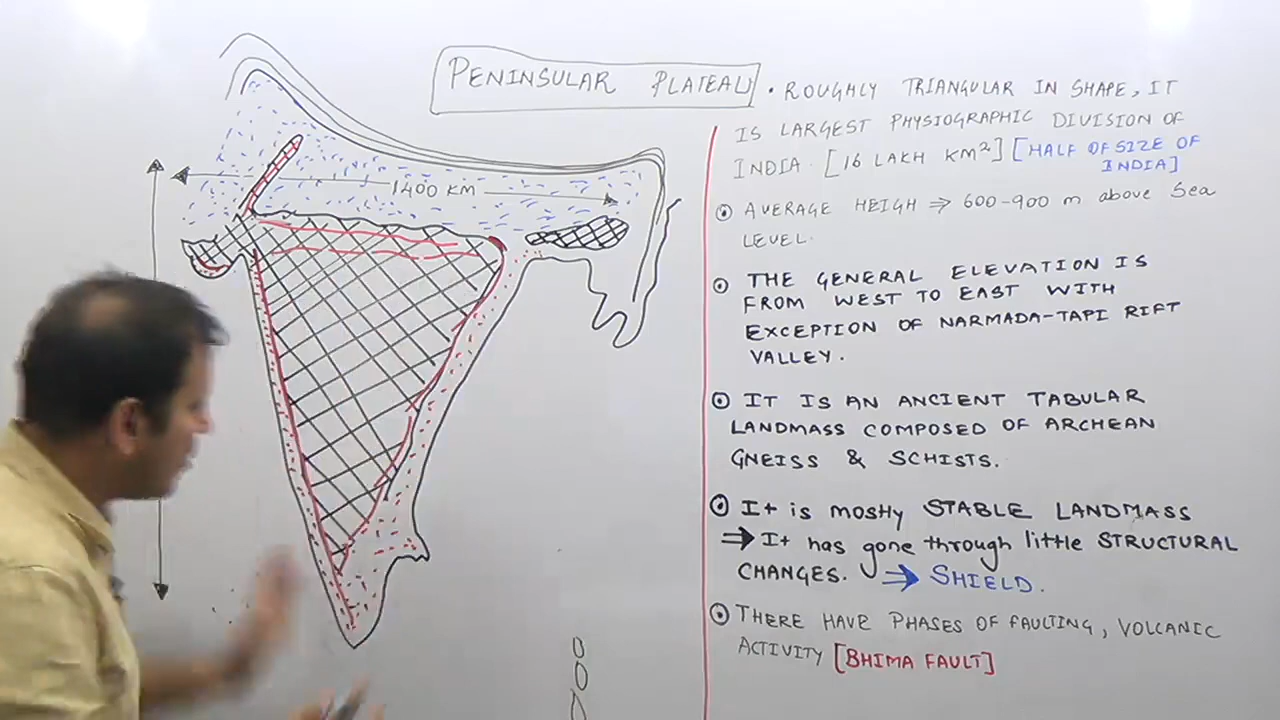 PENINSULAR PLATEAU
• ROUGHLY TRIANGULAR IN SHAPE, IT
IS LARGEST PHYSIOGRAPHIC DIVISION OF
INDIA. [16 LAKH KM²] [HALF OF SIZE OF
INDIA]
AVERAGE HEIGH ⇒ 600-900 m above Sea
LEVEL.
THE GENERAL ELEVATION IS
FROM WEST TO EAST WITH
EXCEPTION OF NARMADA-TAPI RIFT
VALLEY.
IT IS AN ANCIENT TABULAR
LANDMASS COMPOSED OF ARCHEAN
GNEISS & SCHISTS.
It is mostly STABLE LANDMASS
⇒ It has gone through little STRUCTURAL
CHANGES. ⇒ SHIELD.
THERE HAVE PHASES OF FAULTING, VOLCANIC
ACTIVITY [BHIMA FAULT]
1400 KM